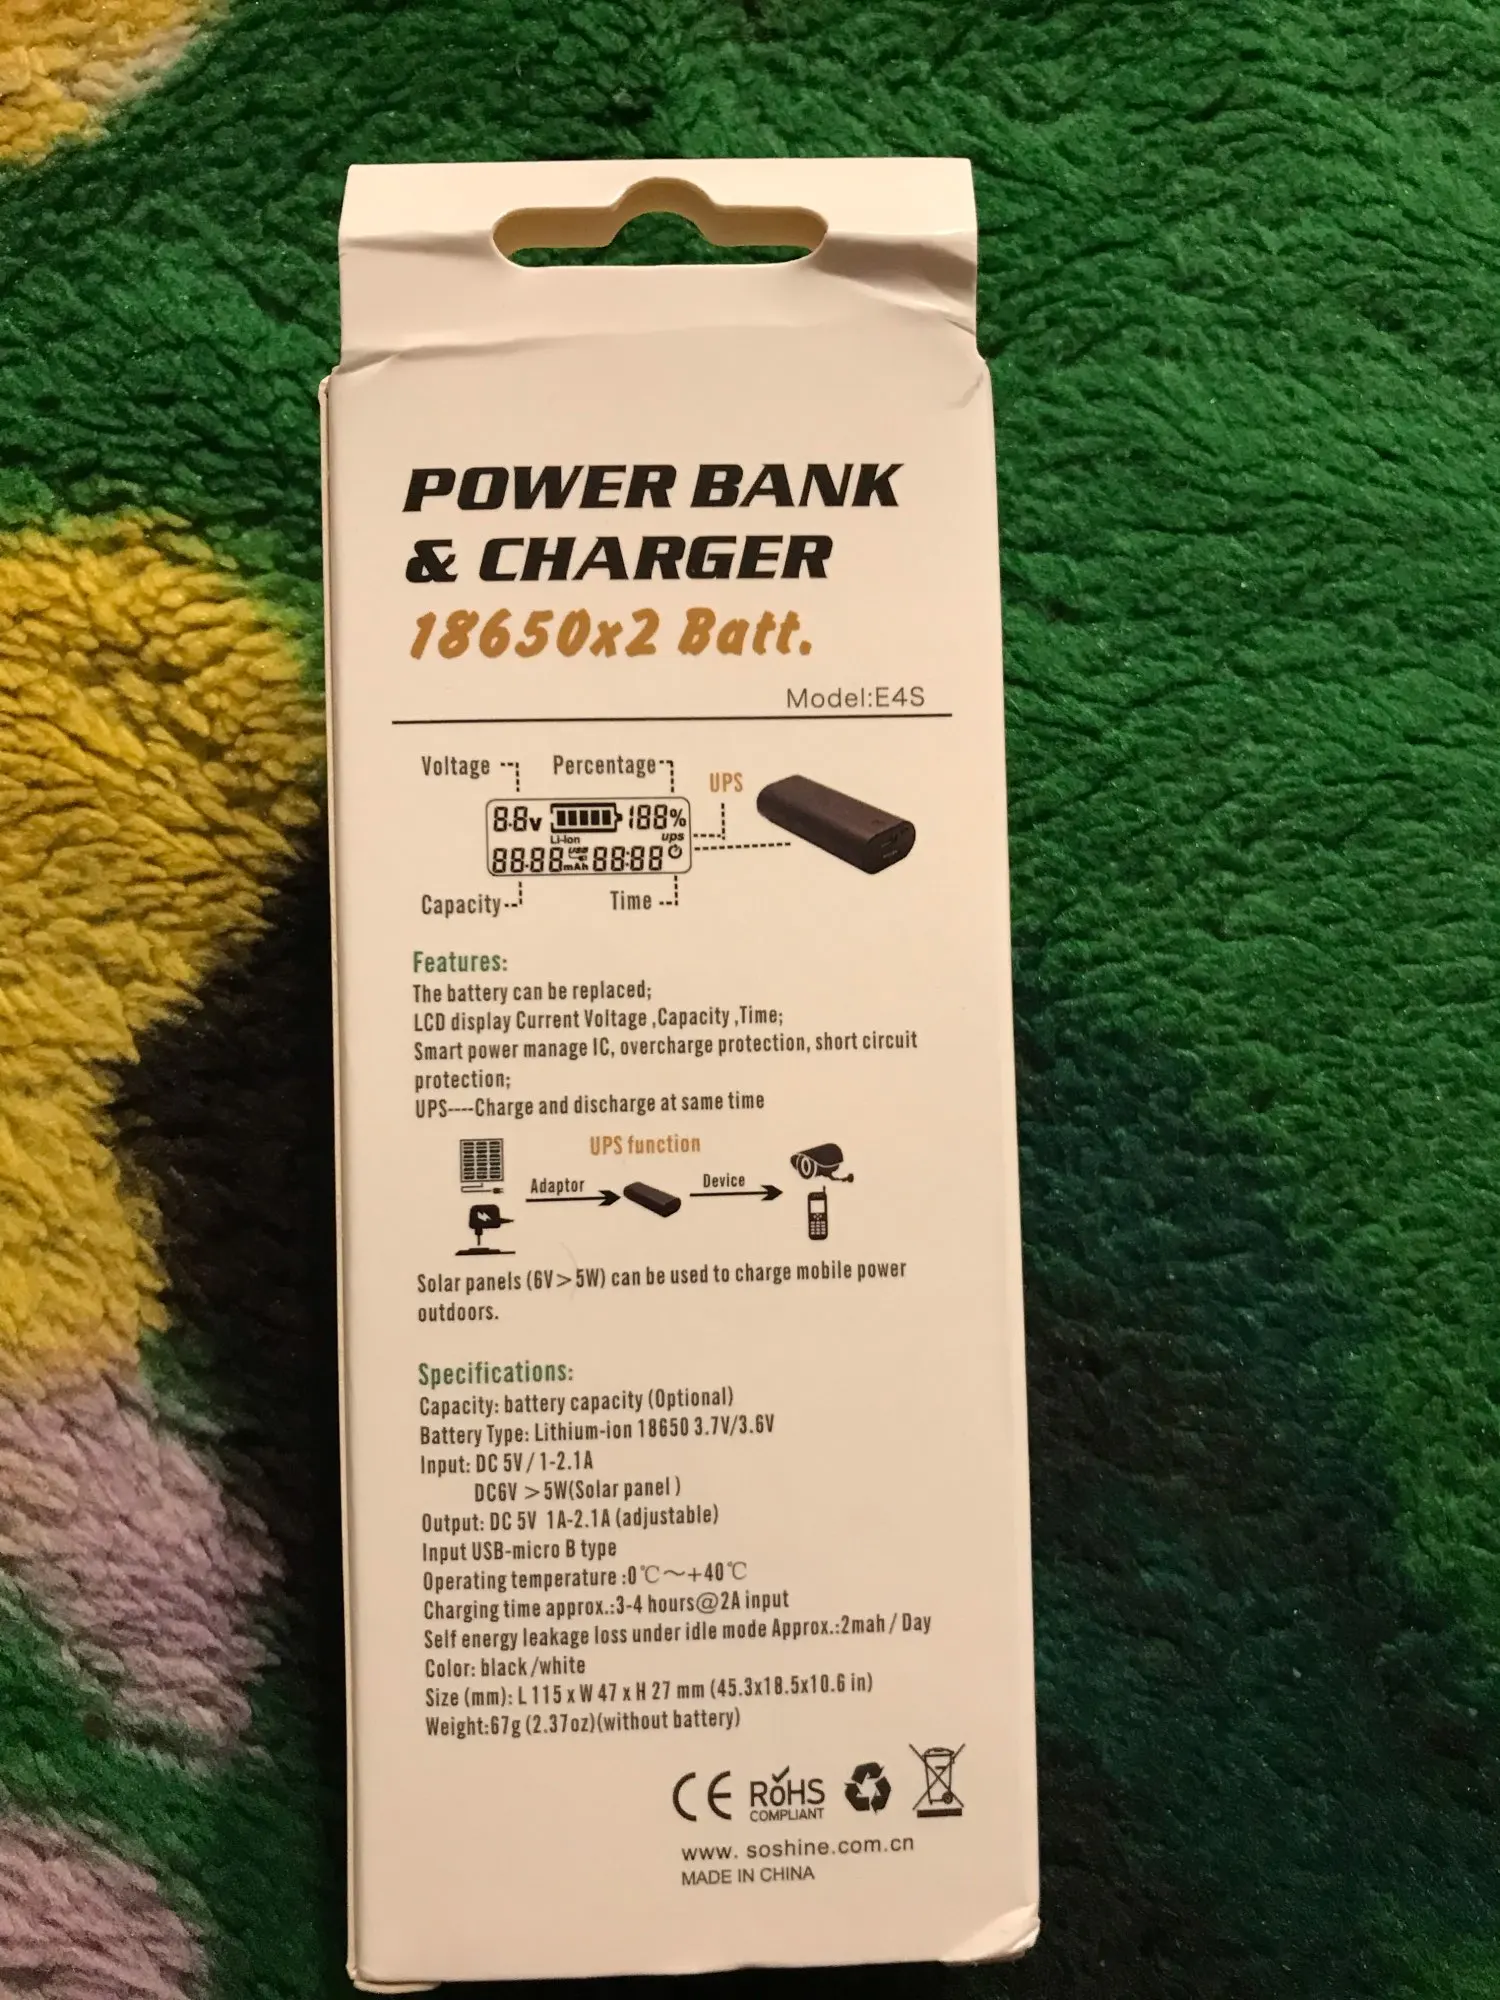 POWER BANK
& CHARGER
18650x2 Batt.
Model:E4S
Voltage Percentage
UPS
8.8v 188%
Li-Ion ups
88.88 USB mAh 88:88
Capacity Time
Features:
The battery can be replaced;
LCD display Current Voltage ,Capacity ,Time;
Smart power manage IC, overcharge protection, short circuit
protection;
UPS----Charge and discharge at same time
UPS function
Adaptor Device
Solar panels (6V>5W) can be used to charge mobile power
outdoors.
Specifications:
Capacity: battery capacity (Optional)
Battery Type: Lithium-ion 18650 3.7V/3.6V
Input: DC 5V / 1-2.1A
DC6V >5W(Solar panel )
Output: DC 5V 1A-2.1A (adjustable)
Input USB-micro B type
Operating temperature :0℃~+40℃
Charging time approx.:3-4 hours@2A input
Self energy leakage loss under idle mode Approx.:2mah / Day
Color: black /white
Size (mm): L 115 x W 47 x H 27 mm (45.3x18.5x10.6 in)
Weight:67g (2.37oz)(without battery)
CE RoHS
COMPLIANT
www. soshine.com.cn
MADE IN CHINA